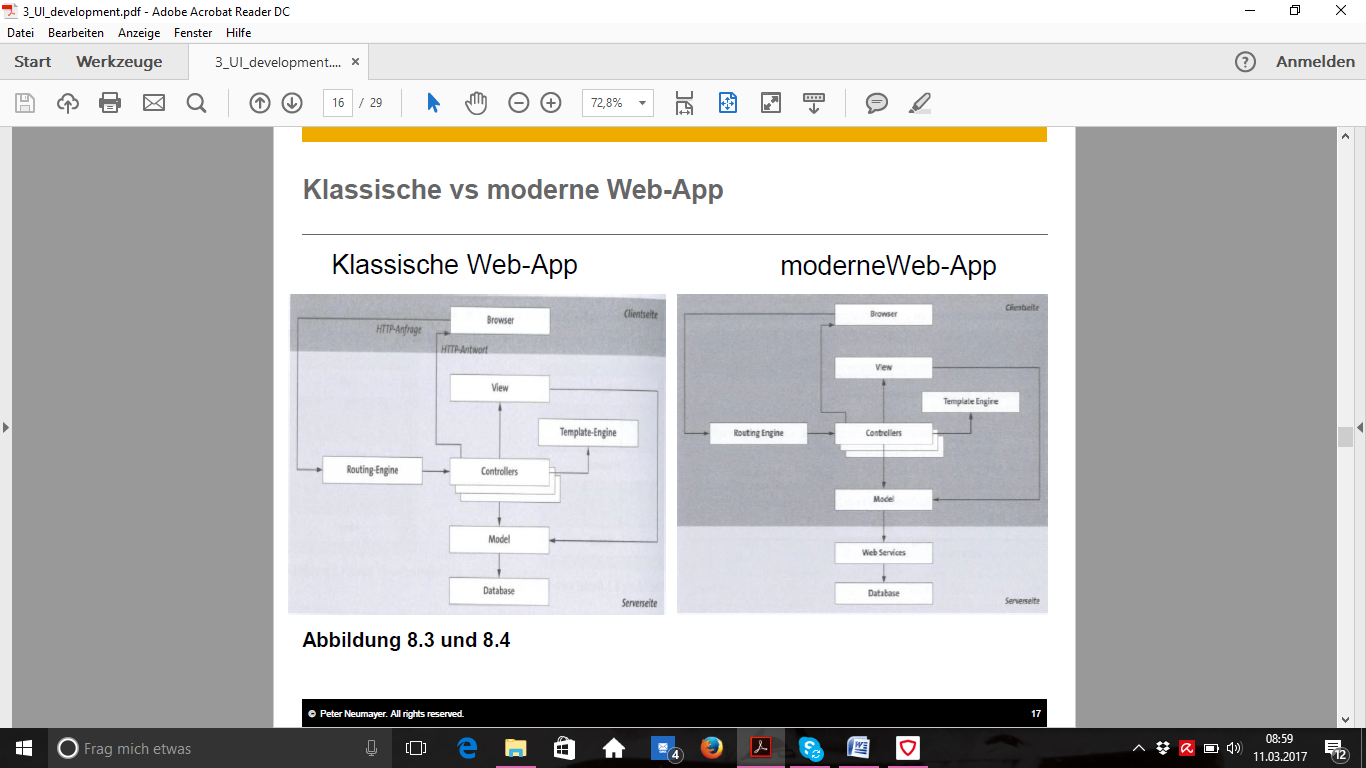 3_UI_development.pdf - Adobe Acrobat Reader DC
Datei Bearbeiten Anzeige Fenster Hilfe
Start Werkzeuge 3_UI_development.... × ? Anmelden
16 / 29 72,8%
Klassische vs moderne Web-App
Klassische Web-App
Browser
Clientseite
HTTP-Anfrage
HTTP-Antwort
View
Template-Engine
Routing-Engine
Controllers
Model
Database
Serverseite
moderneWeb-App
Clientseite
Browser
View
Template Engine
Routing Engine
Controllers
Model
Web Services
Database
Serverseite
Abbildung 8.3 und 8.4
© Peter Neumayer. All rights reserved. 17
Frag mich etwas
4
08:59
11.03.2017
12